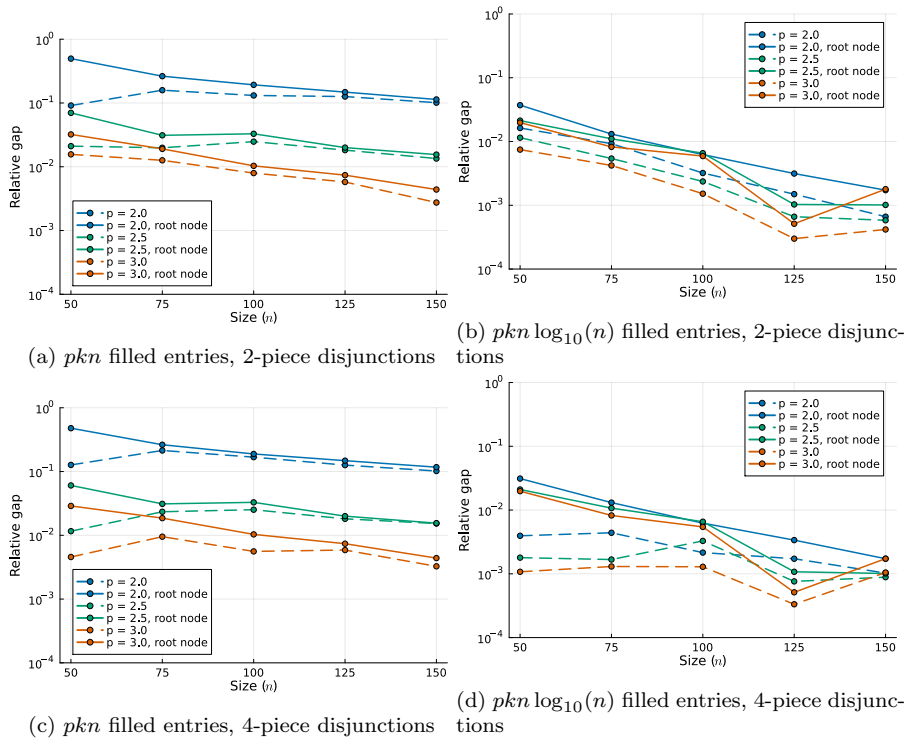 10⁰
10⁻¹
10⁻²
10⁻³
10⁻⁴
Relative gap
p = 2.0
p = 2.0, root node
p = 2.5
p = 2.5, root node
p = 3.0
p = 3.0, root node
50 75 100 125 150
Size (n)
(a) pkn filled entries, 2-piece disjunctions
10⁰
10⁻¹
10⁻²
10⁻³
10⁻⁴
Relative gap
p = 2.0
p = 2.0, root node
p = 2.5
p = 2.5, root node
p = 3.0
p = 3.0, root node
50 75 100 125 150
Size (n)
(b) pkn log₁₀(n) filled entries, 2-piece disjunc-
tions
10⁰
10⁻¹
10⁻²
10⁻³
10⁻⁴
Relative gap
p = 2.0
p = 2.0, root node
p = 2.5
p = 2.5, root node
p = 3.0
p = 3.0, root node
50 75 100 125 150
Size (n)
(c) pkn filled entries, 4-piece disjunctions
10⁰
10⁻¹
10⁻²
10⁻³
10⁻⁴
Relative gap
p = 2.0
p = 2.0, root node
p = 2.5
p = 2.5, root node
p = 3.0
p = 3.0, root node
50 75 100 125 150
Size (n)
(d) pkn log₁₀(n) filled entries, 4-piece disjunc-
tions